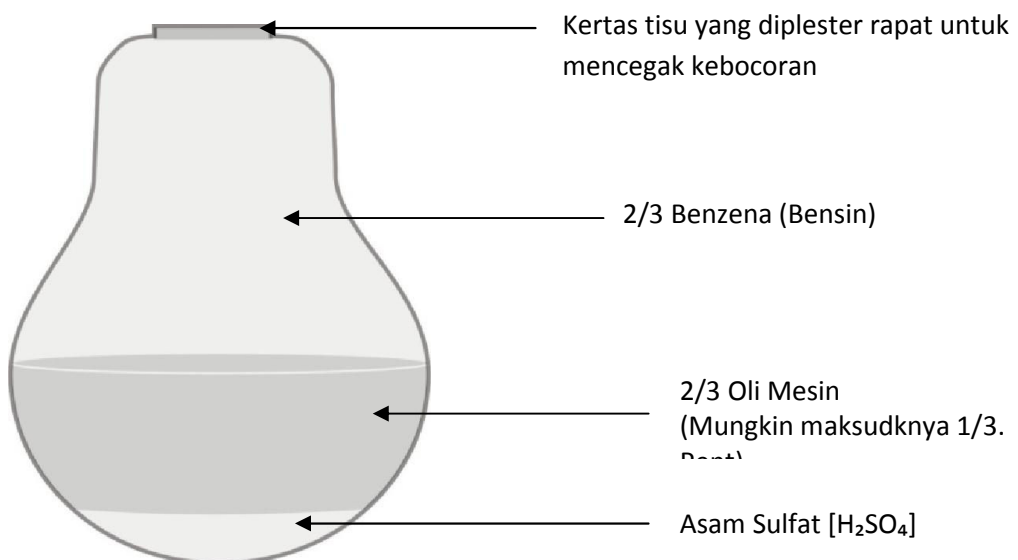 Kertas tisu yang diplester rapat untuk
mencegak kebocoran
2/3 Benzena (Bensin)
2/3 Oli Mesin
(Mungkin maksudknya 1/3.
Asam Sulfat [H₂SO₄]